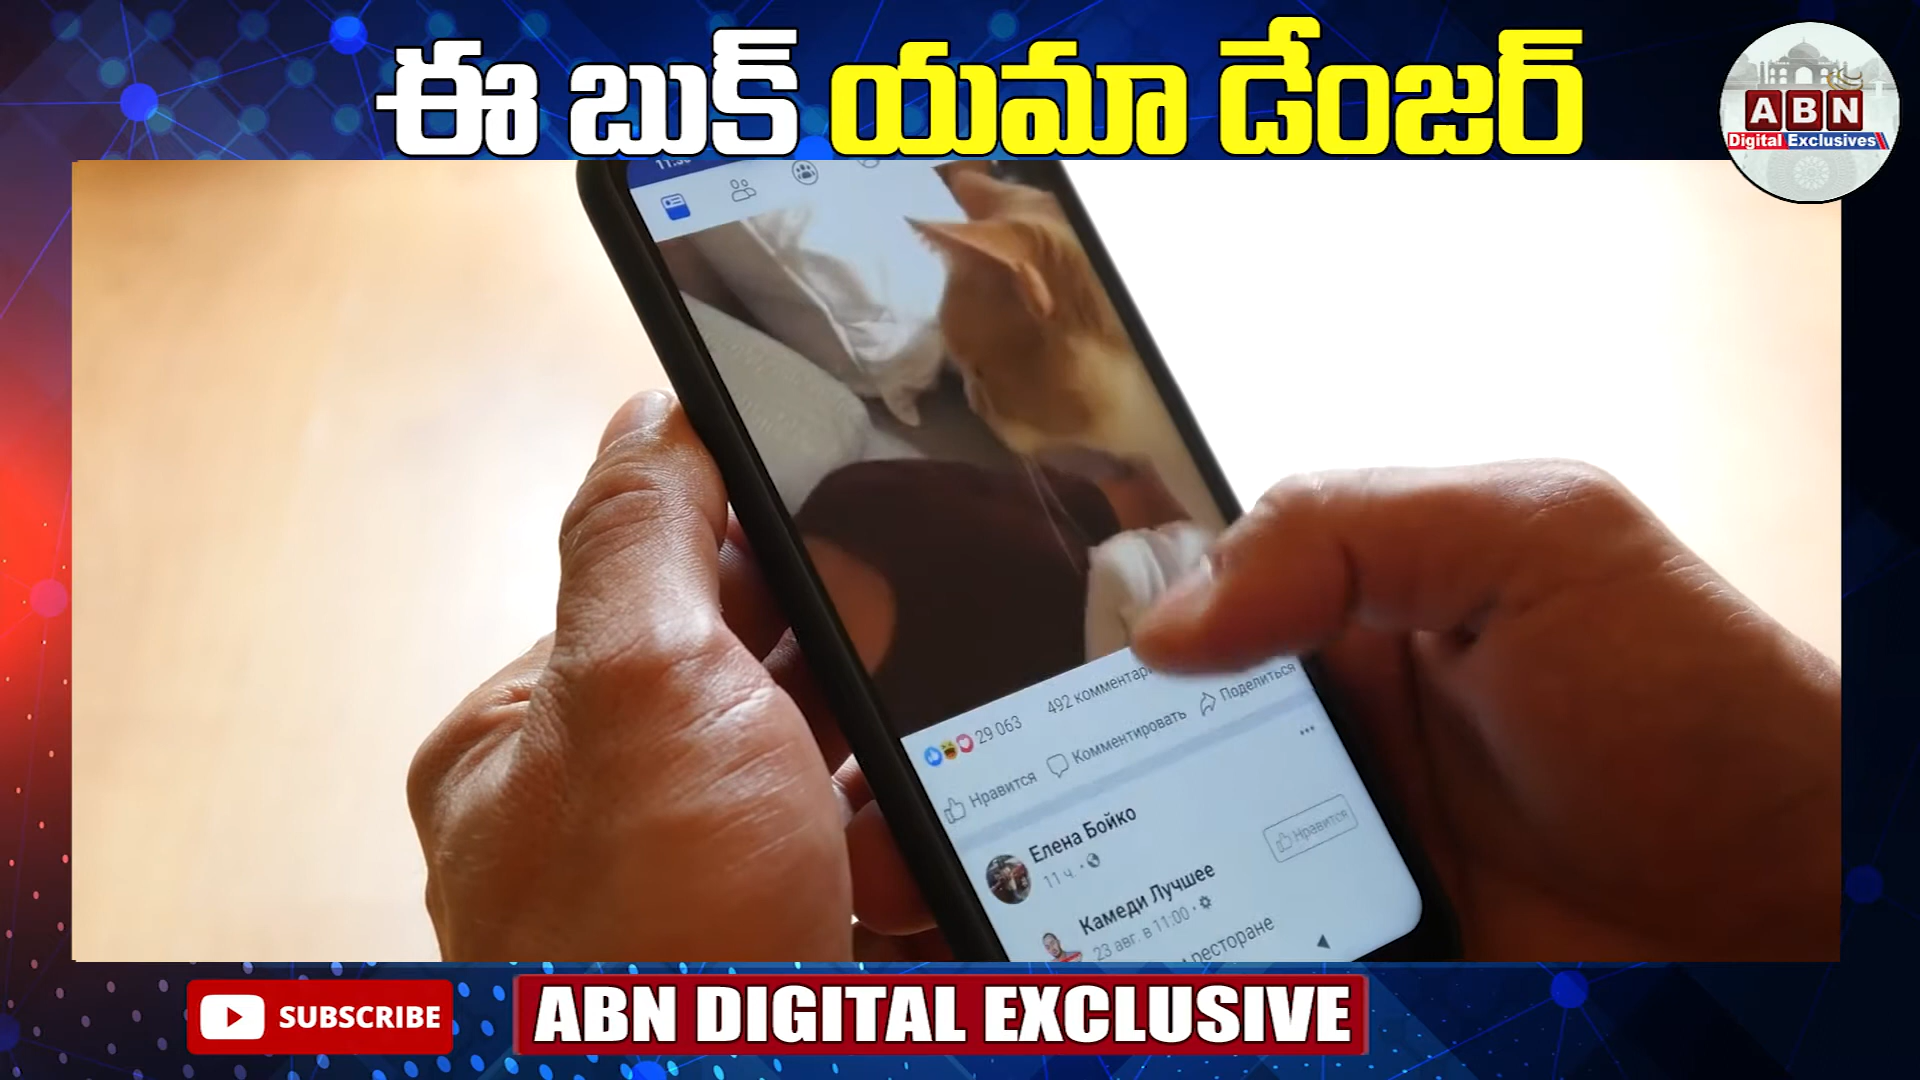 ఈ బుక్ యమా డేంజర్
ABN
Digital Exclusives
29 063
492 комментар
Нравится
Комментировать
Поделиться
Елена Бойко
11 ч.
Нравится
Камеди Лучшее
23 авг. в 11:00
ресторане
SUBSCRIBE
ABN DIGITAL EXCLUSIVE